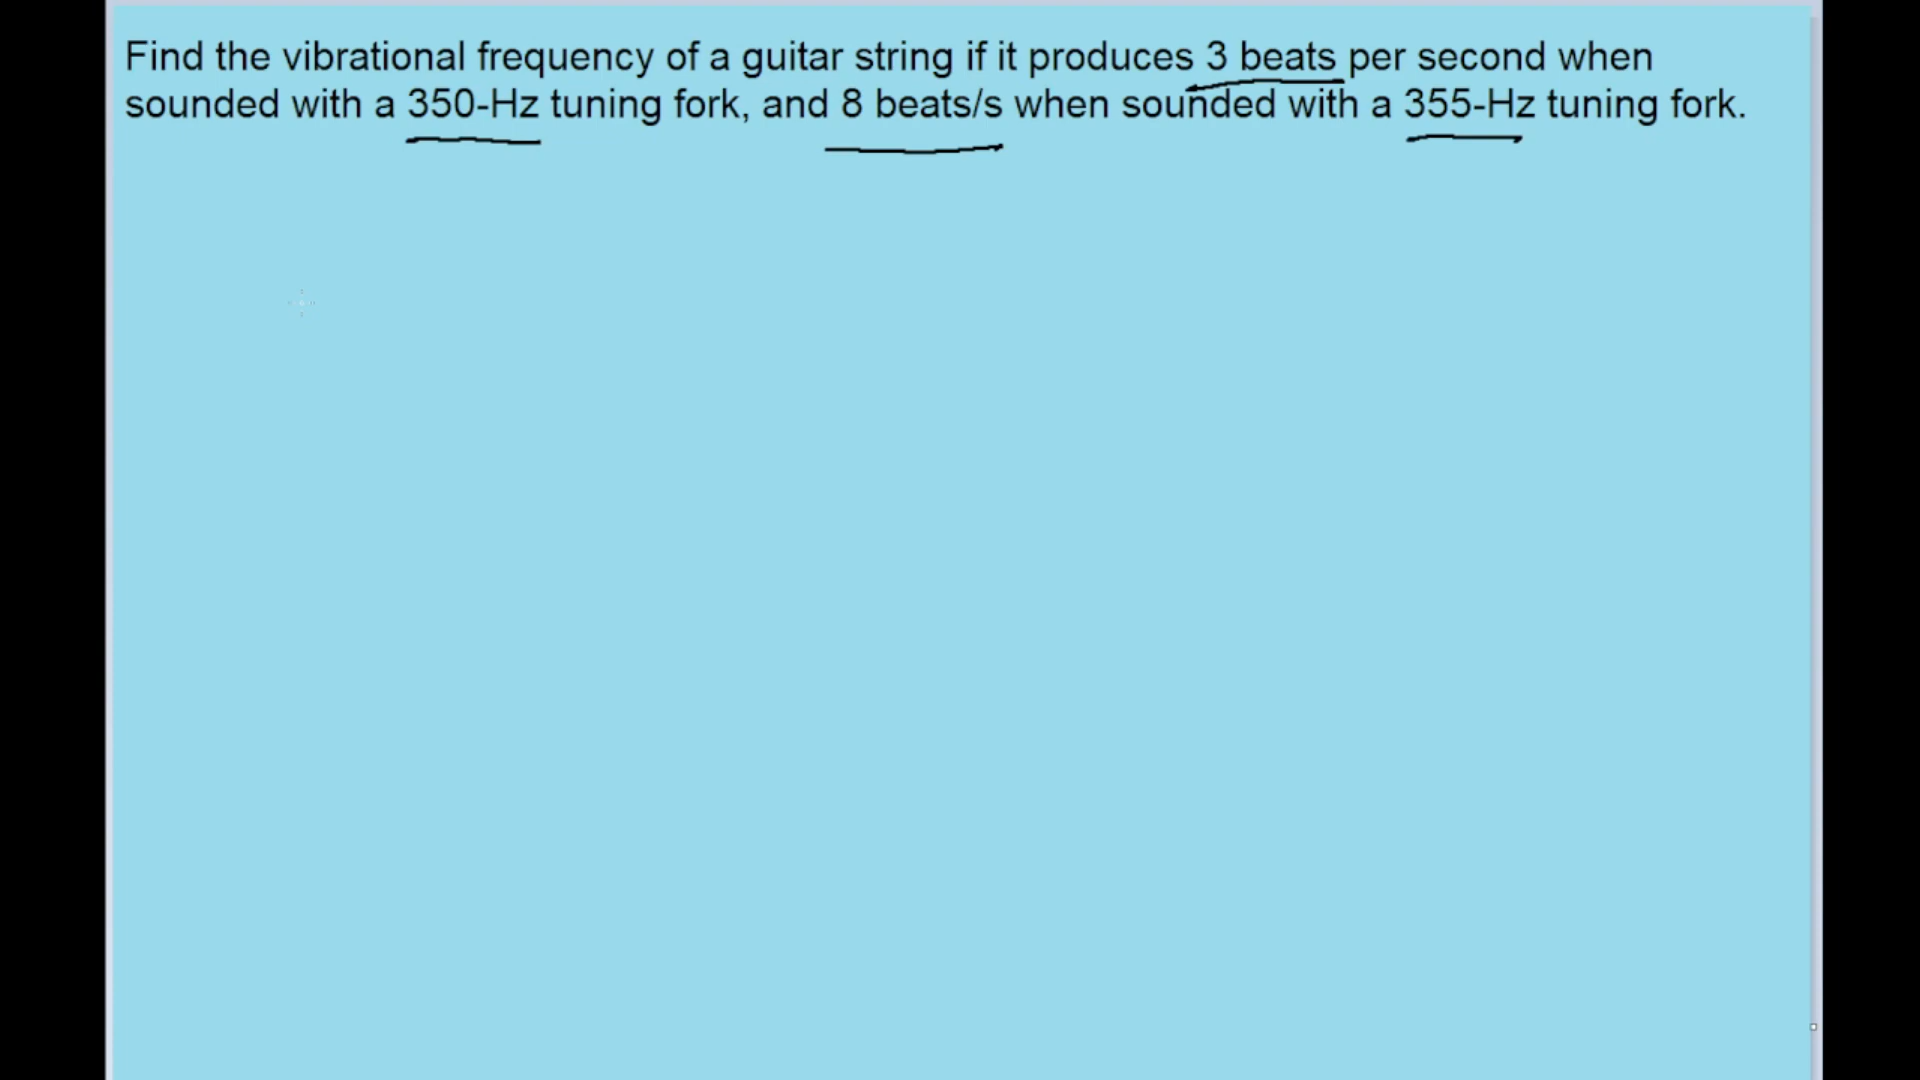 Find the vibrational frequency of a guitar string if it produces 3 beats per second when
sounded with a 350-Hz tuning fork, and 8 beats/s when sounded with a 355-Hz tuning fork.